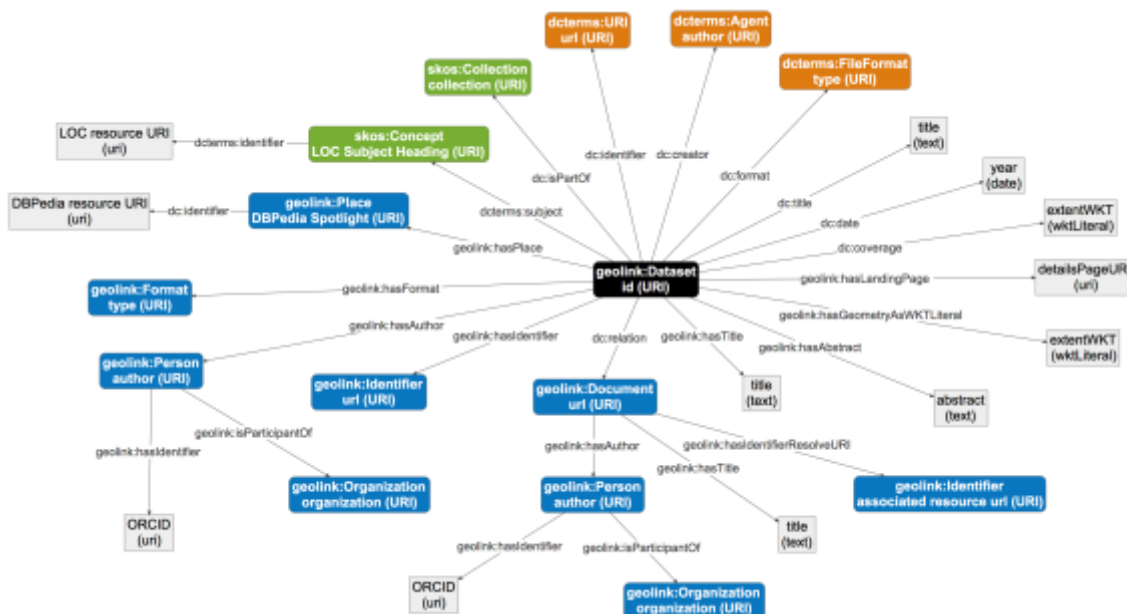 dcterms:URI
url (URI)
dcterms:Agent
author (URI)
dcterms:FileFormat
type (URI)
skos:Collection
collection (URI)
title
(text)
LOC resource URI
(uri)
dcterms:identifier
skos:Concept
LOC Subject Heading (URI)
dc:identifier
dc:creator
dc:format
year
(date)
dc:isPartOf
dc:title
DBPedia resource URI
(uri)
dc:identifier
geolink:Place
DBPedia Spotlight (URI)
dcterms:subject
dc:date
extentWKT
(wktLiteral)
geolink:hasPlace
dc:coverage
geolink:Dataset
id (URI)
geolink:hasLandingPage
detailsPageURI
(uri)
geolink:Format
type (URI)
geolink:hasFormat
geolink:hasGeometryAsWKTLiteral
geolink:hasAuthor
geolink:hasIdentifier
dc:relation
geolink:hasTitle
geolink:hasAbstract
extentWKT
(wktLiteral)
geolink:Person
author (URI)
geolink:Identifier
url (URI)
geolink:Document
url (URI)
title
(text)
abstract
(text)
geolink:isParticipantOf
geolink:hasIdentifier
geolink:hasAuthor
geolink:hasIdentifierResolveURI
geolink:hasTitle
geolink:Organization
organization (URI)
geolink:Person
author (URI)
geolink:Identifier
associated resource url (URI)
ORCID
(uri)
title
(text)
geolink:hasIdentifier
geolink:isParticipantOf
ORCID
(uri)
geolink:Organization
organization (URI)